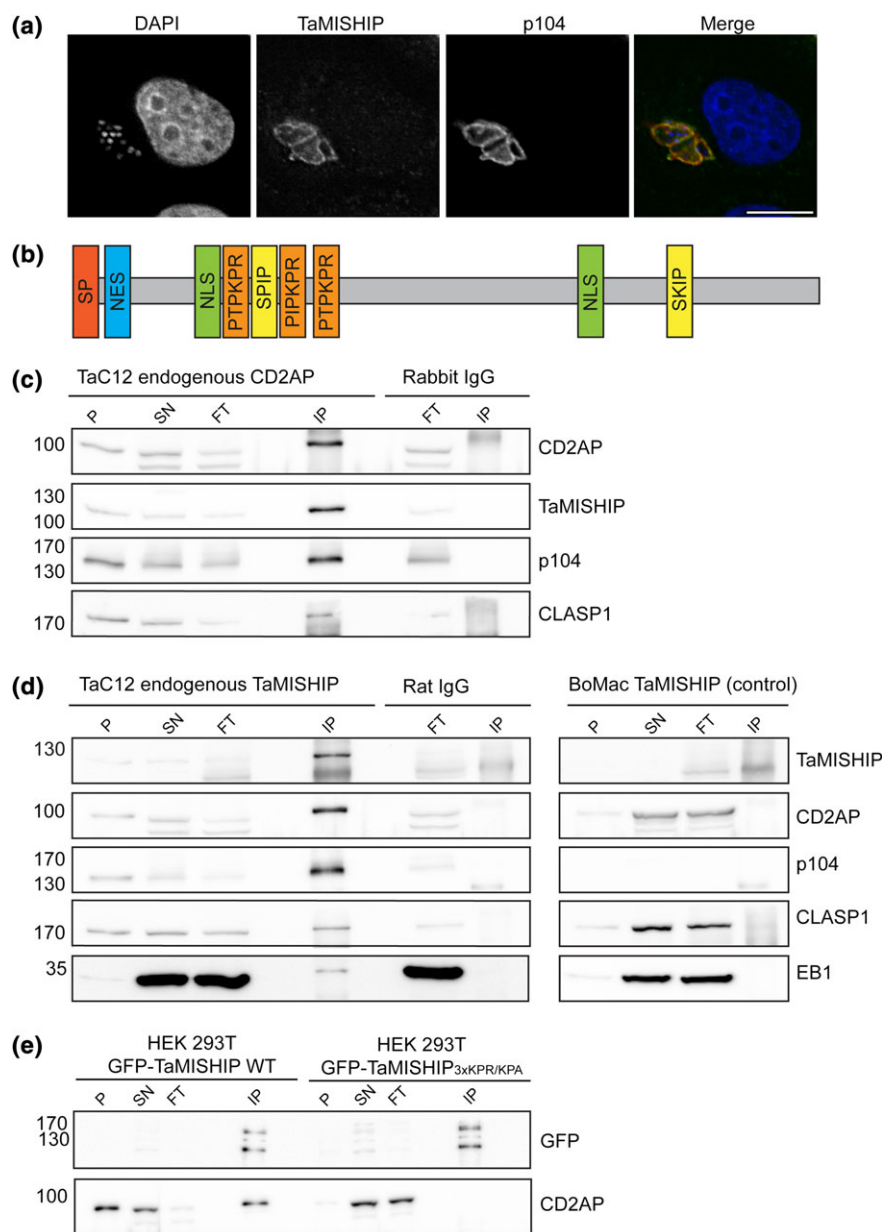 (a)
DAPI TaMISHIP p104 Merge
(b)
SP NES NLS PTPKPR SPIP PIPKPR PTPKPR NLS SKIP
(c)
TaC12 endogenous CD2AP Rabbit IgG
P SN FT IP FT IP
100 CD2AP
130
100 TaMISHIP
170
130 p104
170 CLASP1
(d)
TaC12 endogenous TaMISHIP Rat IgG BoMac TaMISHIP (control)
P SN FT IP FT IP P SN FT IP
130 TaMISHIP
100 CD2AP
170
130 p104
170 CLASP1
35 EB1
(e)
HEK 293T HEK 293T
GFP-TaMISHIP WT GFP-TaMISHIP3xKPR/KPA
P SN FT IP P SN FT IP
170
130 GFP
100 CD2AP